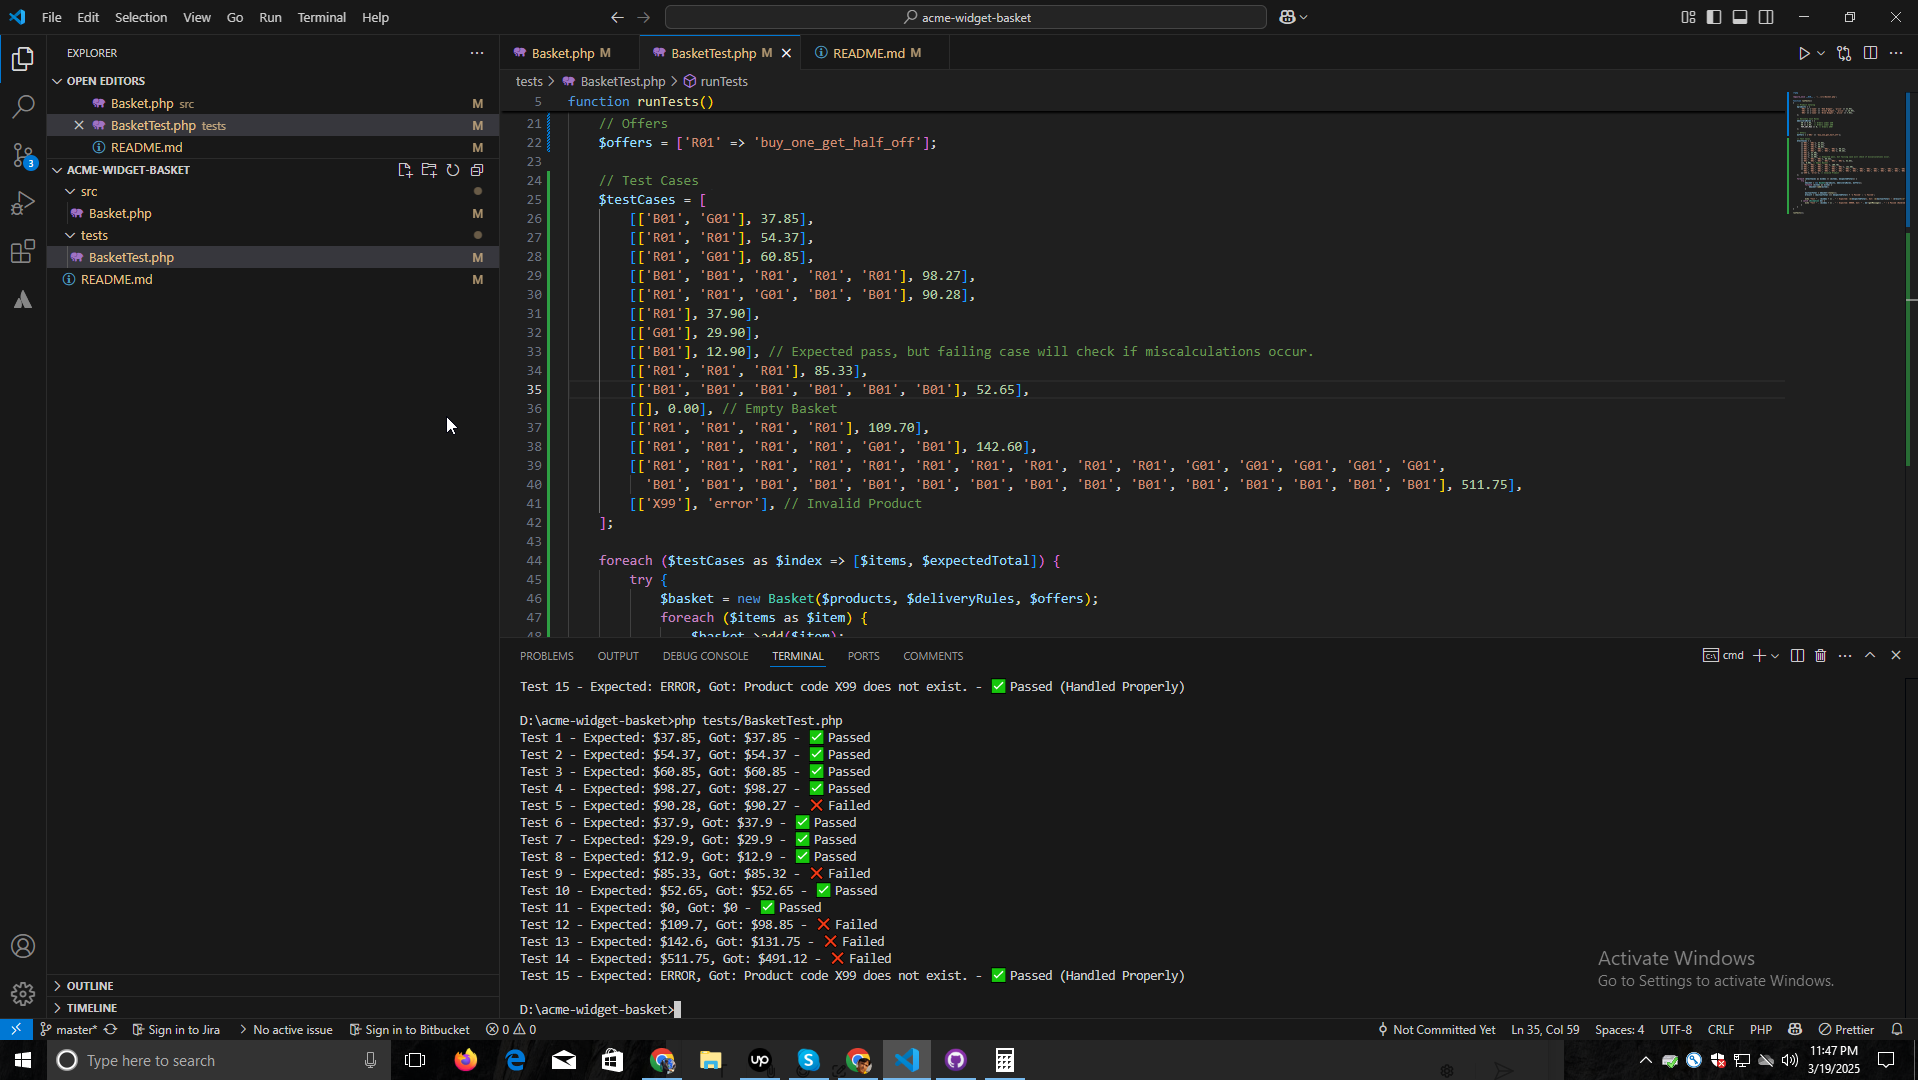 File Edit Selection View Go Run Terminal Help
acme-widget-basket
EXPLORER
OPEN EDITORS
Basket.php src M
BasketTest.php tests M
README.md M
ACME-WIDGET-BASKET
src
Basket.php M
tests
BasketTest.php M
README.md M
3
OUTLINE
TIMELINE
Basket.php M
BasketTest.php M
README.md M
tests > BasketTest.php > runTests
5 function runTests()
21 // Offers
22 $offers = ['R01' => 'buy_one_get_half_off'];
23
24 // Test Cases
25 $testCases = [
26 [['B01', 'G01'], 37.85],
27 [['R01', 'R01'], 54.37],
28 [['R01', 'G01'], 60.85],
29 [['B01', 'B01', 'R01', 'R01', 'R01'], 98.27],
30 [['R01', 'R01', 'G01', 'B01', 'B01'], 90.28],
31 [['R01'], 37.90],
32 [['G01'], 29.90],
33 [['B01'], 12.90], // Expected pass, but failing case will check if miscalculations occur.
34 [['R01', 'R01', 'R01'], 85.33],
35 [['B01', 'B01', 'B01', 'B01', 'B01', 'B01'], 52.65],
36 [[], 0.00], // Empty Basket
37 [['R01', 'R01', 'R01', 'R01'], 109.70],
38 [['R01', 'R01', 'R01', 'R01', 'G01', 'B01'], 142.60],
39 [['R01', 'R01', 'R01', 'R01', 'R01', 'R01', 'R01', 'R01', 'R01', 'R01', 'G01', 'G01', 'G01', 'G01', 'G01',
40 'B01', 'B01', 'B01', 'B01', 'B01', 'B01', 'B01', 'B01', 'B01', 'B01', 'B01', 'B01', 'B01', 'B01', 'B01'], 511.75],
41 [['X99'], 'error'], // Invalid Product
42 ];
43
44 foreach ($testCases as $index => [$items, $expectedTotal]) {
45 try {
46 $basket = new Basket($products, $deliveryRules, $offers);
47 foreach ($items as $item) {
48 $basket->add($item);
PROBLEMS OUTPUT DEBUG CONSOLE TERMINAL PORTS COMMENTS
cmd
Test 15 - Expected: ERROR, Got: Product code X99 does not exist. - ✅ Passed (Handled Properly)
D:\acme-widget-basket>php tests/BasketTest.php
Test 1 - Expected: $37.85, Got: $37.85 - ✅ Passed
Test 2 - Expected: $54.37, Got: $54.37 - ✅ Passed
Test 3 - Expected: $60.85, Got: $60.85 - ✅ Passed
Test 4 - Expected: $98.27, Got: $98.27 - ✅ Passed
Test 5 - Expected: $90.28, Got: $90.27 - ❌ Failed
Test 6 - Expected: $37.9, Got: $37.9 - ✅ Passed
Test 7 - Expected: $29.9, Got: $29.9 - ✅ Passed
Test 8 - Expected: $12.9, Got: $12.9 - ✅ Passed
Test 9 - Expected: $85.33, Got: $85.32 - ❌ Failed
Test 10 - Expected: $52.65, Got: $52.65 - ✅ Passed
Test 11 - Expected: $0, Got: $0 - ✅ Passed
Test 12 - Expected: $109.7, Got: $98.85 - ❌ Failed
Test 13 - Expected: $142.6, Got: $131.75 - ❌ Failed
Test 14 - Expected: $511.75, Got: $491.12 - ❌ Failed
Test 15 - Expected: ERROR, Got: Product code X99 does not exist. - ✅ Passed (Handled Properly)
D:\acme-widget-basket>
Activate Windows
Go to Settings to activate Windows.
master* Sign in to Jira No active issue Sign in to Bitbucket 0 0 Not Committed Yet Ln 35, Col 59 Spaces: 4 UTF-8 CRLF PHP Prettier
Type here to search
up
11:47 PM
3/19/2025